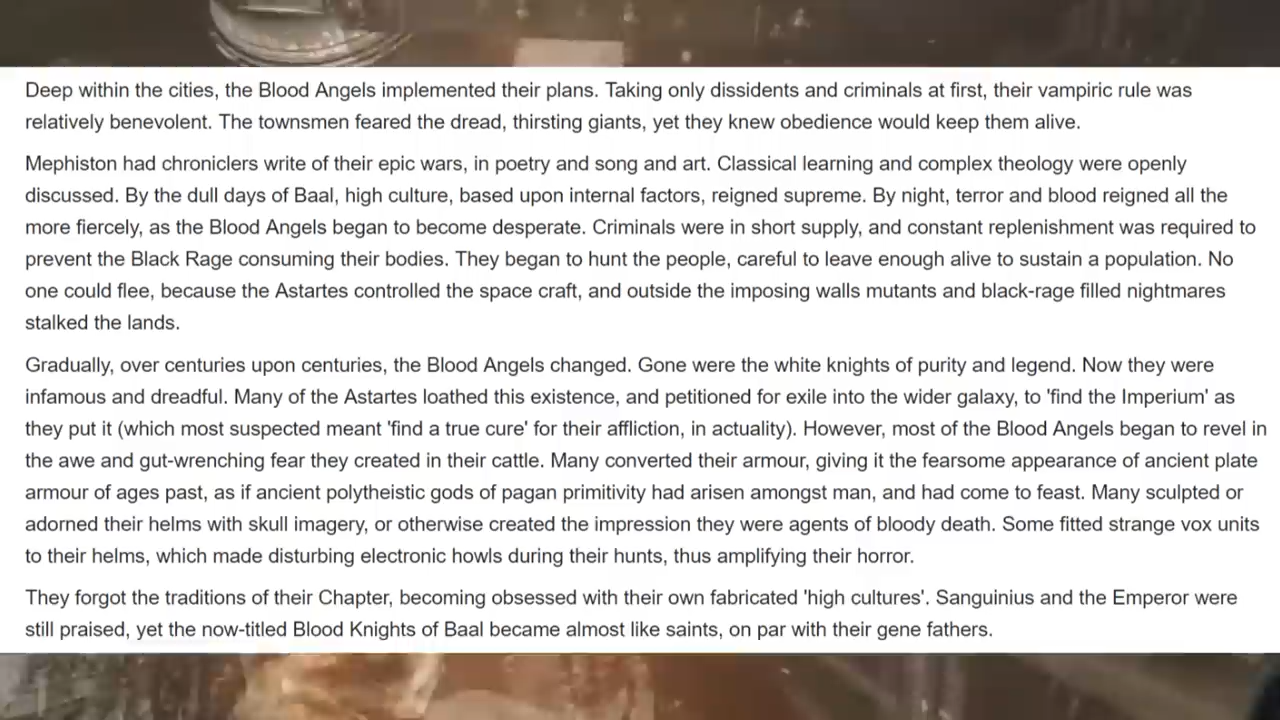 Deep within the cities, the Blood Angels implemented their plans. Taking only dissidents and criminals at first, their vampiric rule was
relatively benevolent. The townsmen feared the dread, thirsting giants, yet they knew obedience would keep them alive.
Mephiston had chroniclers write of their epic wars, in poetry and song and art. Classical learning and complex theology were openly
discussed. By the dull days of Baal, high culture, based upon internal factors, reigned supreme. By night, terror and blood reigned all the
more fiercely, as the Blood Angels began to become desperate. Criminals were in short supply, and constant replenishment was required to
prevent the Black Rage consuming their bodies. They began to hunt the people, careful to leave enough alive to sustain a population. No
one could flee, because the Astartes controlled the space craft, and outside the imposing walls mutants and black-rage filled nightmares
stalked the lands.
Gradually, over centuries upon centuries, the Blood Angels changed. Gone were the white knights of purity and legend. Now they were
infamous and dreadful. Many of the Astartes loathed this existence, and petitioned for exile into the wider galaxy, to 'find the Imperium' as
they put it (which most suspected meant 'find a true cure' for their affliction, in actuality). However, most of the Blood Angels began to revel in
the awe and gut-wrenching fear they created in their cattle. Many converted their armour, giving it the fearsome appearance of ancient plate
armour of ages past, as if ancient polytheistic gods of pagan primitivity had arisen amongst man, and had come to feast. Many sculpted or
adorned their helms with skull imagery, or otherwise created the impression they were agents of bloody death. Some fitted strange vox units
to their helms, which made disturbing electronic howls during their hunts, thus amplifying their horror.
They forgot the traditions of their Chapter, becoming obsessed with their own fabricated 'high cultures'. Sanguinius and the Emperor were
still praised, yet the now-titled Blood Knights of Baal became almost like saints, on par with their gene fathers.